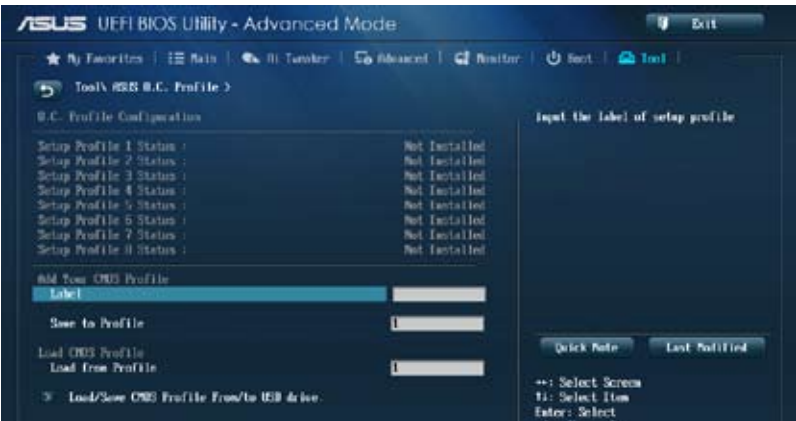 ASUS UEFI BIOS Utility - Advanced Mode
Exit
My Favorites | Main | Ai Tweaker | Advanced | Monitor | Boot | Tool
Tool\ ASUS O.C. Profile >
O.C. Profile Configuration
Input the label of setup profile
Setup Profile 1 Status : Not Installed
Setup Profile 2 Status : Not Installed
Setup Profile 3 Status : Not Installed
Setup Profile 4 Status : Not Installed
Setup Profile 5 Status : Not Installed
Setup Profile 6 Status : Not Installed
Setup Profile 7 Status : Not Installed
Setup Profile 8 Status : Not Installed
Add Your CMOS Profile
Label
Save to Profile 1
Load CMOS Profile
Load from Profile 1
> Load/Save CMOS Profile From/to USB drive.
Quick Note
Last Modified
→←: Select Screen
↑↓: Select Item
Enter: Select